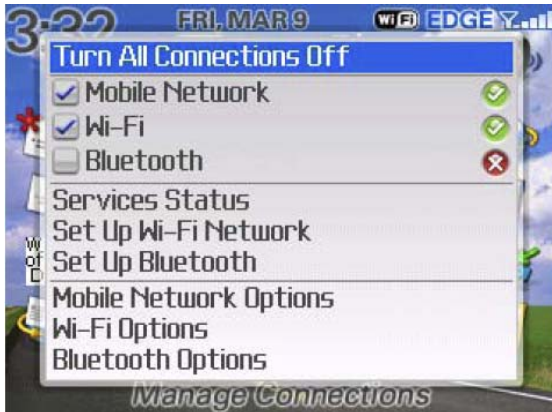 3:32 FRI, MAR 9 WiFi EDGE
Turn All Connections Off
Mobile Network
Wi-Fi
Bluetooth
Services Status
Set Up Wi-Fi Network
Set Up Bluetooth
Mobile Network Options
Wi-Fi Options
Bluetooth Options
Manage Connections